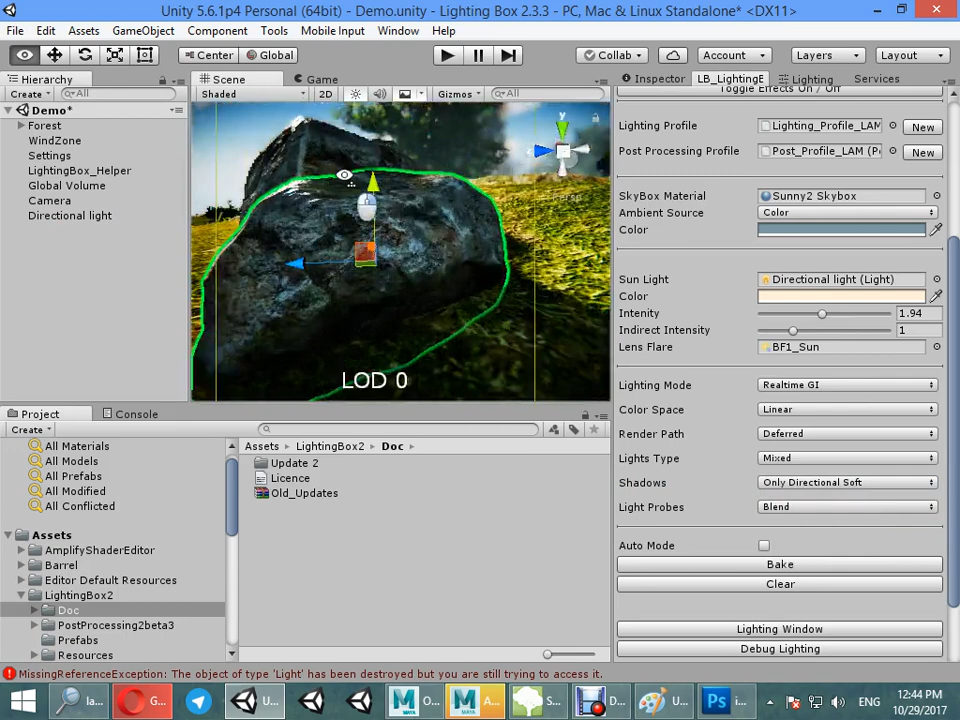 Unity 5.6.1p4 Personal (64bit) - Demo.unity - Lighting Box 2.3.3 - PC, Mac & Linux Standalone* <DX11>
File Edit Assets GameObject Component Tools Mobile Input Window Help
Center Global Collab Account Layers Layout
Hierarchy
Create All
Demo*
Forest
WindZone
Settings
LightingBox_Helper
Global Volume
Camera
Directional light
Scene Game
Shaded 2D Gizmos All
y
Persp
LOD 0
Inspector LB_LightingE Lighting Services
Toggle Effects On / Off
Lighting Profile Lighting_Profile_LAM New
Post Processing Profile Post_Profile_LAM (P New
SkyBox Material Sunny2 Skybox
Ambient Source Color
Color
Sun Light Directional light (Light)
Color
Intenity 1.94
Indirect Intensity 1
Lens Flare BF1_Sun
Lighting Mode Realtime GI
Color Space Linear
Render Path Deferred
Lights Type Mixed
Shadows Only Directional Soft
Light Probes Blend
Auto Mode
Bake
Clear
Lighting Window
Debug Lighting
Project Console
Create
All Materials
All Models
All Prefabs
All Modified
All Conflicted
Assets
AmplifyShaderEditor
Barrel
Editor Default Resources
LightingBox2
Doc
PostProcessing2beta3
Prefabs
Resources
Assets LightingBox2 Doc
Update 2
Licence
Old_Updates
MissingReferenceException: The object of type 'Light' has been destroyed but you are still trying to access it.
la... G... U... O... A... S... D... U... i...
ENG
12:44 PM
10/29/2017